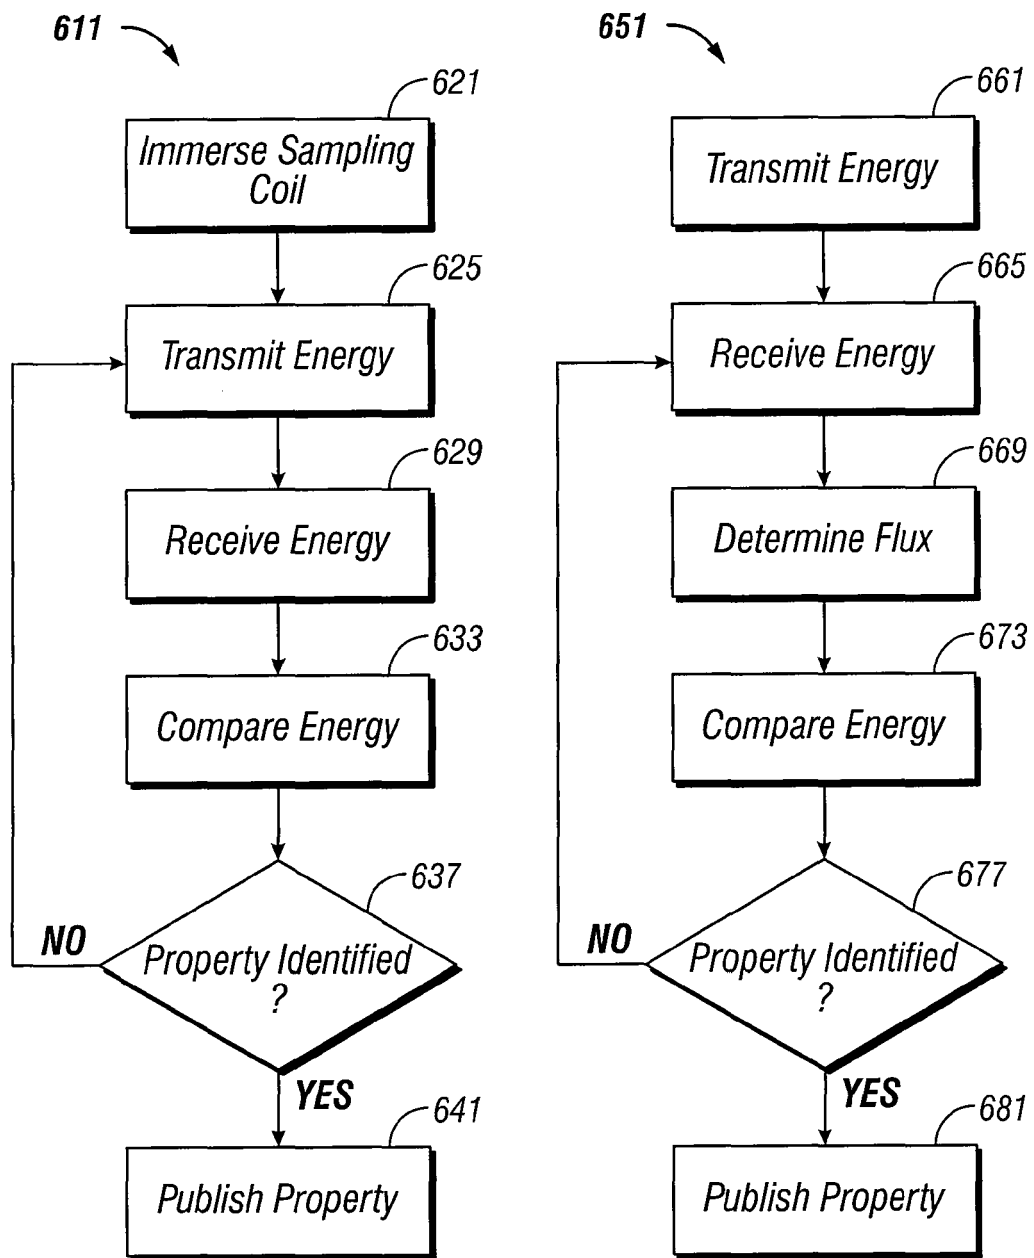 611
621
Immerse Sampling
Coil
625
Transmit Energy
629
Receive Energy
633
Compare Energy
637
Property Identified
?
NO
YES
641
Publish Property
651
661
Transmit Energy
665
Receive Energy
669
Determine Flux
673
Compare Energy
677
Property Identified
?
NO
YES
681
Publish Property